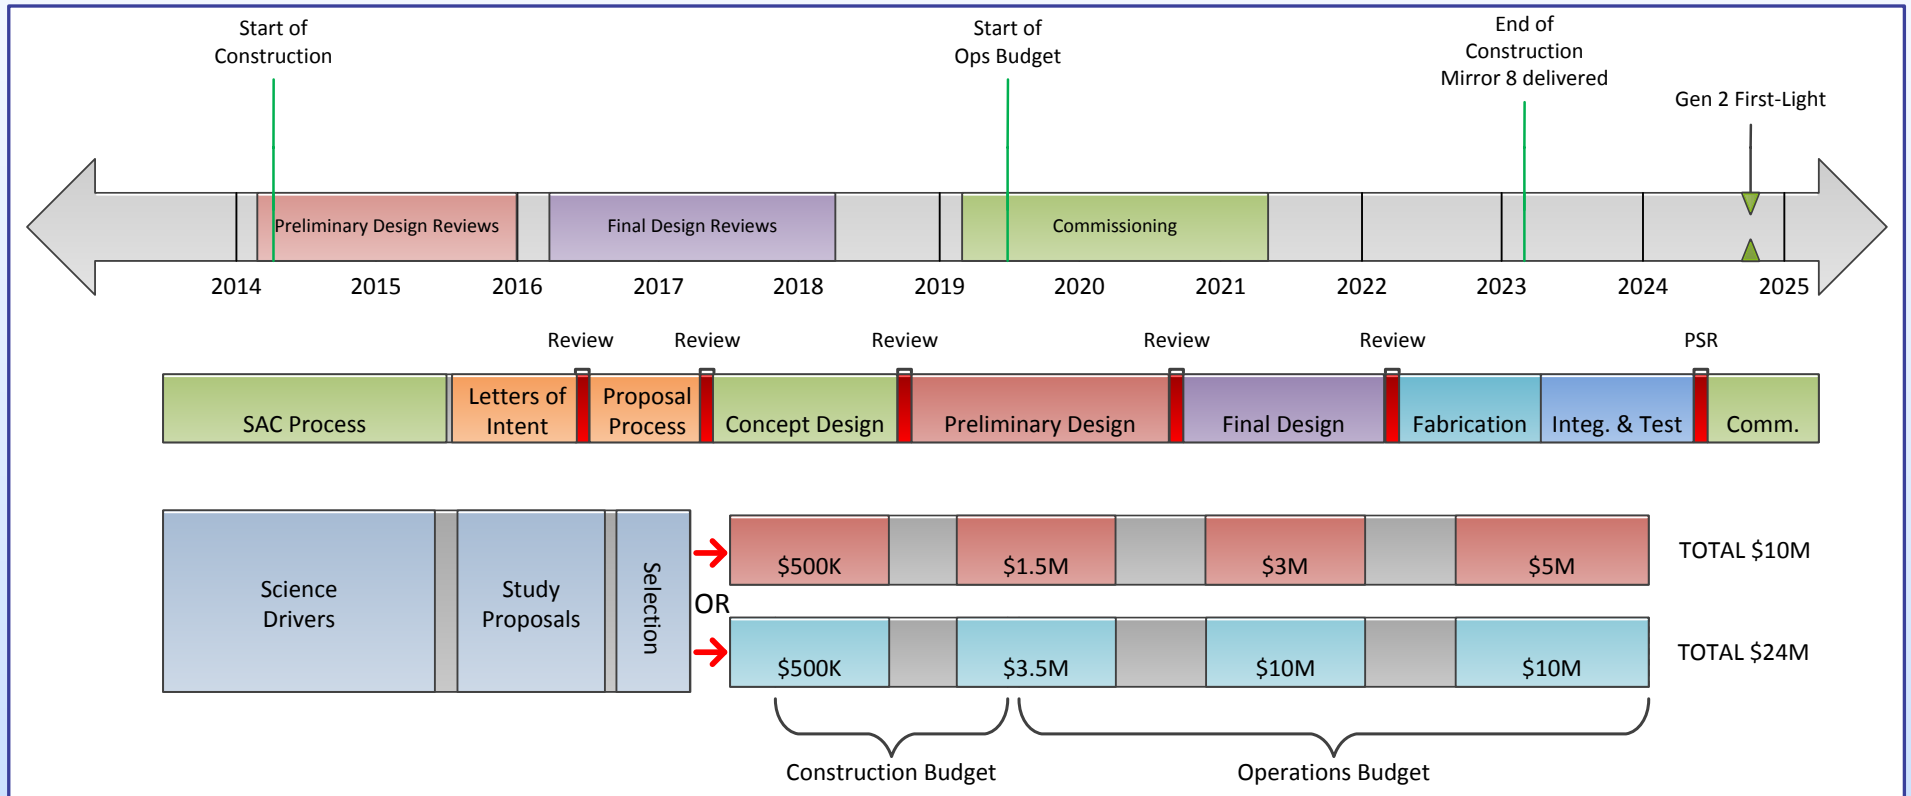 Start of
Construction
Start of
Ops Budget
End of
Construction
Mirror 8 delivered
Gen 2 First-Light
Preliminary Design Reviews
Final Design Reviews
Commissioning
2014
2015
2016
2017
2018
2019
2020
2021
2022
2023
2024
2025
Review
Review
Review
Review
Review
PSR
SAC Process
Letters of
Intent
Proposal
Process
Concept Design
Preliminary Design
Final Design
Fabrication
Integ. & Test
Comm.
Science
Drivers
Study
Proposals
Selection
$500K
$1.5M
$3M
$5M
TOTAL $10M
OR
$500K
$3.5M
$10M
$10M
TOTAL $24M
Construction Budget
Operations Budget